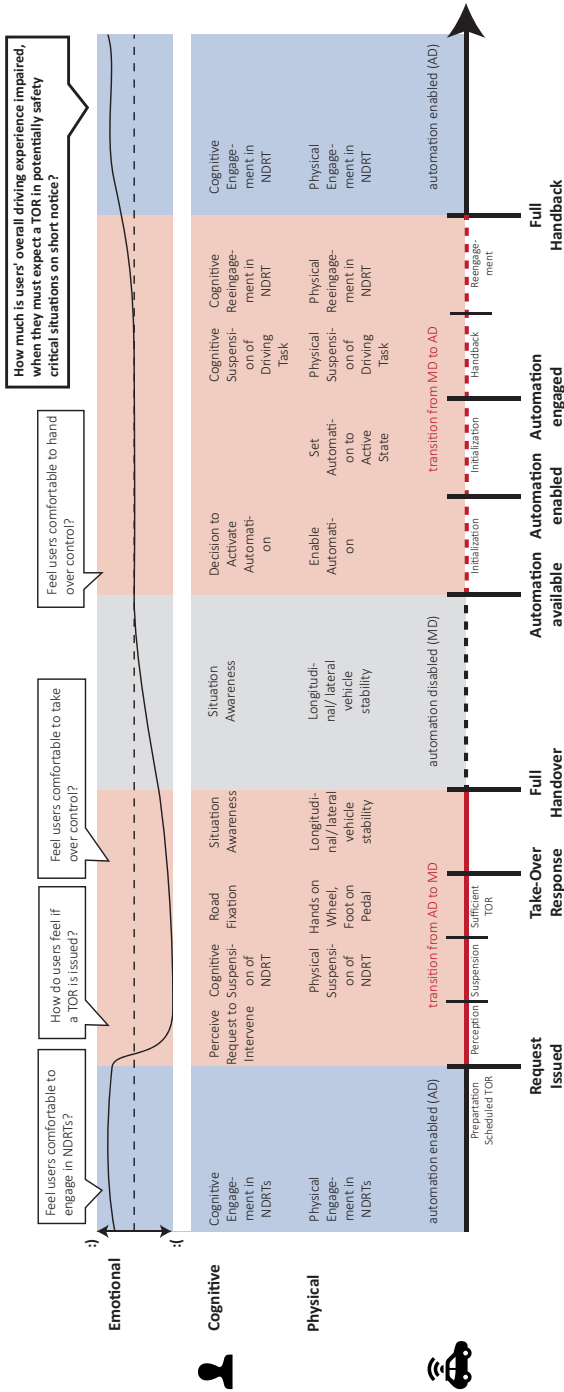 How much is users' overall driving experience impaired,
when they must expect a TOR in potentially safety
critical situations on short notice?
Feel users comfortable to
engage in NDRTs?
How do users feel if
a TOR is issued?
Feel users comfortable to take
over control?
Feel users comfortable to hand
over control?
:)
:(
Emotional
Cognitive
Cognitive
Engage-
ment in
NDRTs
Perceive
Request to
Intervene
Cognitive
Suspensi-
on of
NDRT
Road
Fixation
Situation
Awareness
Situation
Awareness
Decision to
Activate
Automati-
on
Cognitive
Suspensi-
on of
Driving
Task
Cognitive
Reeingage-
ment in
NDRT
Cognitive
Engage-
ment in
NDRT
Physical
Physical
Engage-
ment in
NDRTs
Physical
Suspensi-
on of
NDRT
Hands on
Wheel,
Foot on
Pedal
Longitudi-
nal/ lateral
vehicle
stability
Longitudi-
nal/ lateral
vehicle
stability
Enable
Automati-
on
Set
Automati-
on to
Active
State
Physical
Suspensi-
on of
Driving
Task
Physical
Reingage-
ment in
NDRT
Physical
Engage-
ment in
NDRT
automation enabled (AD)
transition from AD to MD
automation disabled (MD)
transition from MD to AD
automation enabled (AD)
Prepartation
Scheduled TOR
Perception
Suspension
Sufficient
TOR
Initialization
Initialization
Handback
Reengage-
ment
Request
Issued
Take-Over
Response
Full
Handover
Automation
available
Automation
enabled
Automation
engaged
Full
Handback